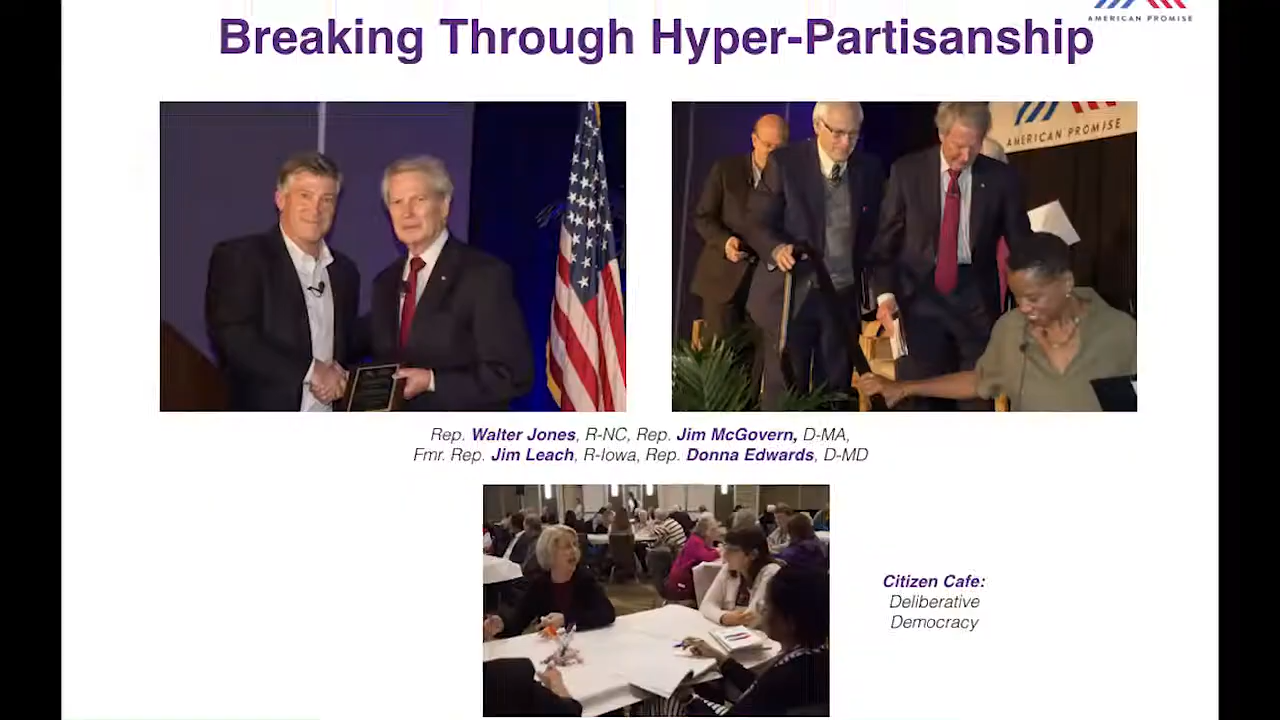 AMERICAN PROMISE
Breaking Through Hyper-Partisanship
AMERICAN PROMISE
Rep. Walter Jones, R-NC, Rep. Jim McGovern, D-MA,
Fmr. Rep. Jim Leach, R-Iowa, Rep. Donna Edwards, D-MD
Citizen Cafe:
Deliberative
Democracy